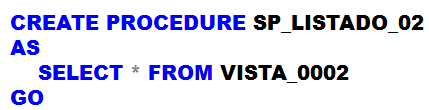 CREATE PROCEDURE SP_LISTADO_02
AS
SELECT * FROM VISTA_0002
GO